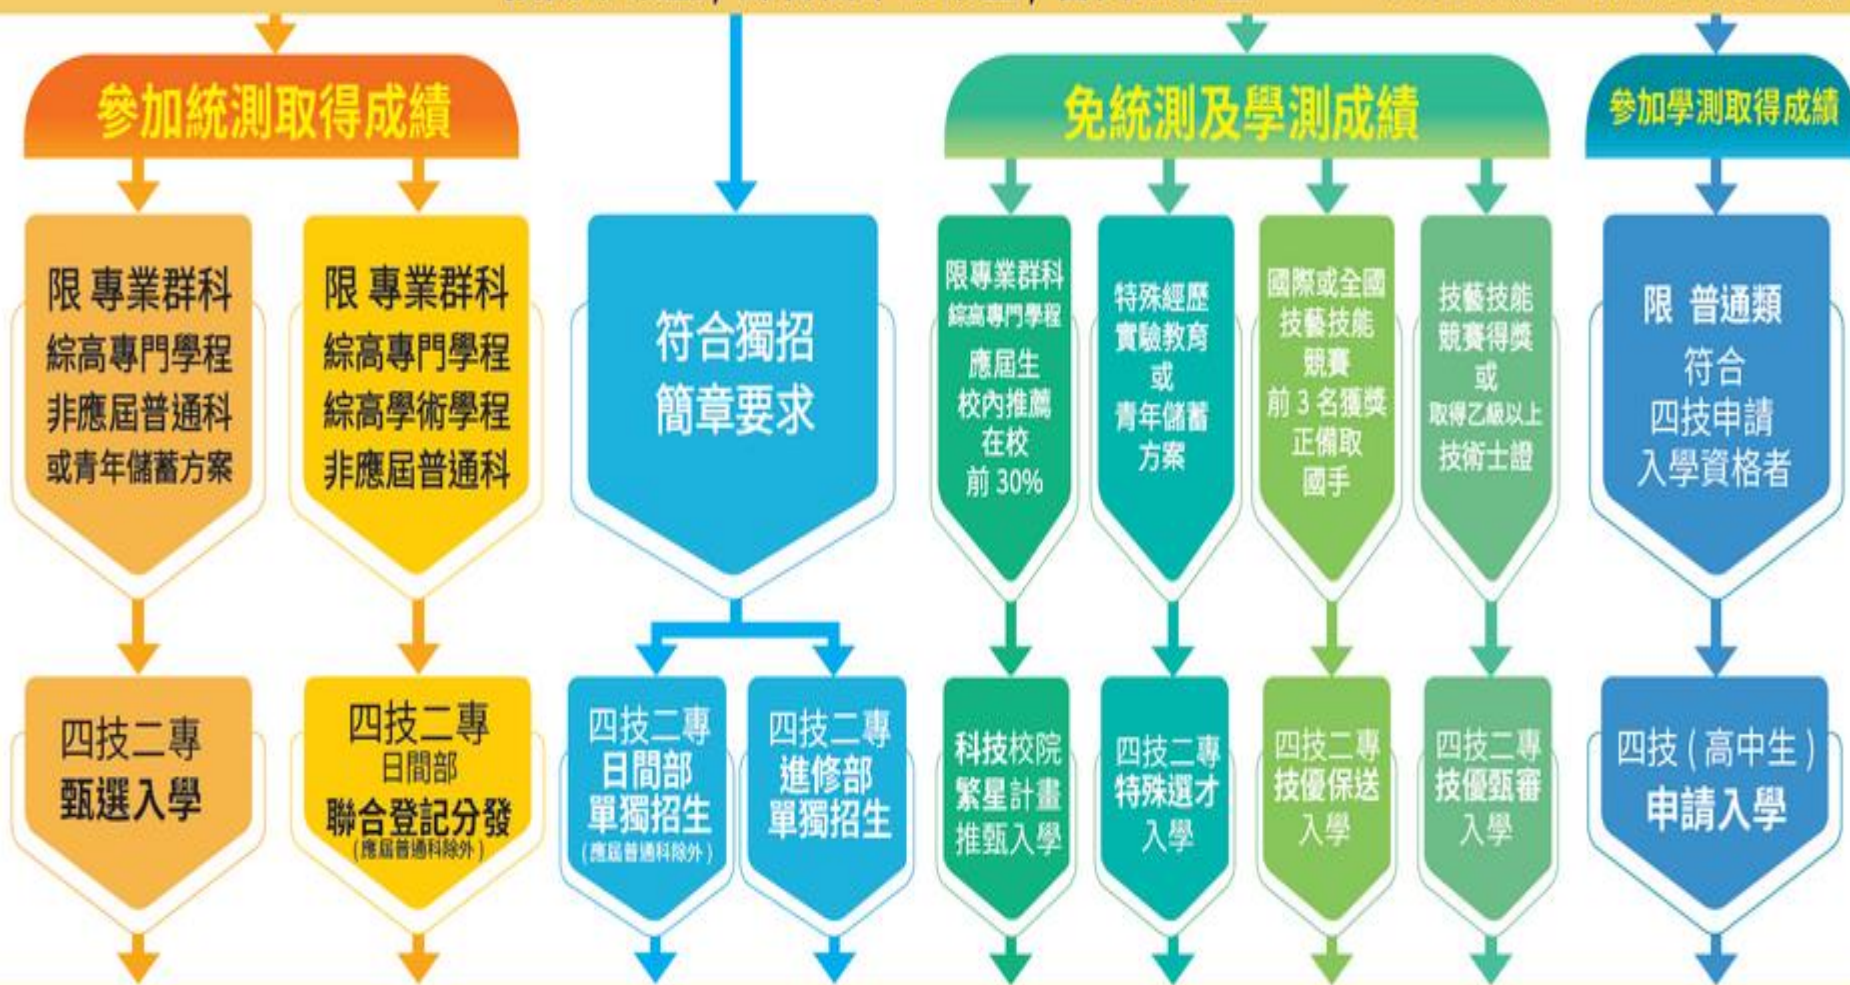 參加統測取得成績
免統測及學測成績
參加學測取得成績
限 專業群科
綜高專門學程
非應屆普通科
或青年儲蓄方案
限 專業群科
綜高專門學程
綜高學術學程
非應屆普通科
符合獨招
簡章要求
限專業群科
綜高專門學程
應屆生
校內推薦
在校
前 30%
特殊經歷
實驗教育
或
青年儲蓄
方案
國際或全國
技藝技能
競賽
前 3 名獲獎
正備取
國手
技藝技能
競賽得獎
或
取得乙級以上
技術士證
限 普通類
符合
四技申請
入學資格者
四技二專
甄選入學
四技二專
日間部
聯合登記分發
(應屆普通科除外)
四技二專
日間部
單獨招生
(應屆普通科除外)
四技二專
進修部
單獨招生
科技校院
繁星計畫
推甄入學
四技二專
特殊選才
入學
四技二專
技優保送
入學
四技二專
技優甄審
入學
四技 ( 高中生 )
申請入學